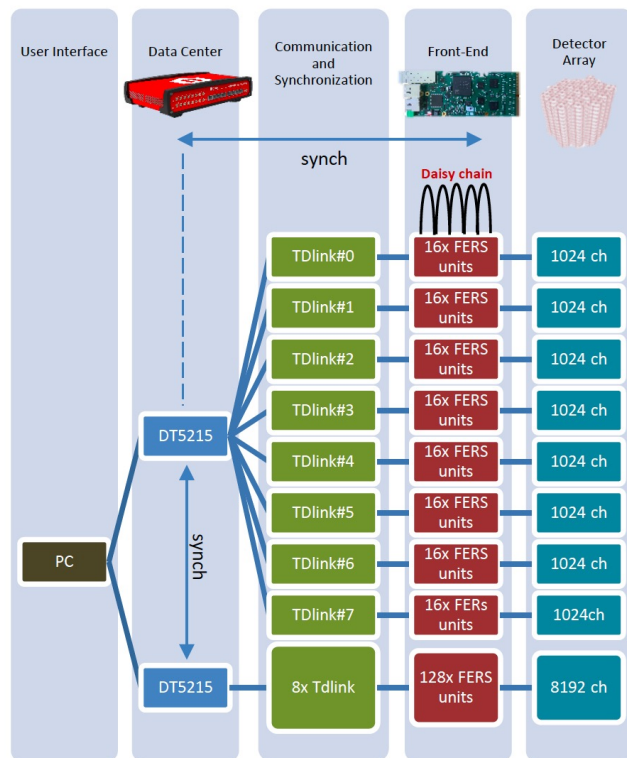 User Interface
Data Center
Communication
and
Synchronization
Front-End
Detector
Array
synch
Daisy chain
TDlink#0
16x FERS
units
1024 ch
TDlink#1
16x FERS
units
1024 ch
TDlink#2
16x FERS
units
1024 ch
TDlink#3
16x FERS
units
1024 ch
DT5215
TDlink#4
16x FERS
units
1024 ch
TDlink#5
16x FERS
units
1024 ch
synch
PC
TDlink#6
16x FERS
units
1024 ch
TDlink#7
16x FERs
units
1024ch
DT5215
8x Tdlink
128x FERS
units
8192 ch